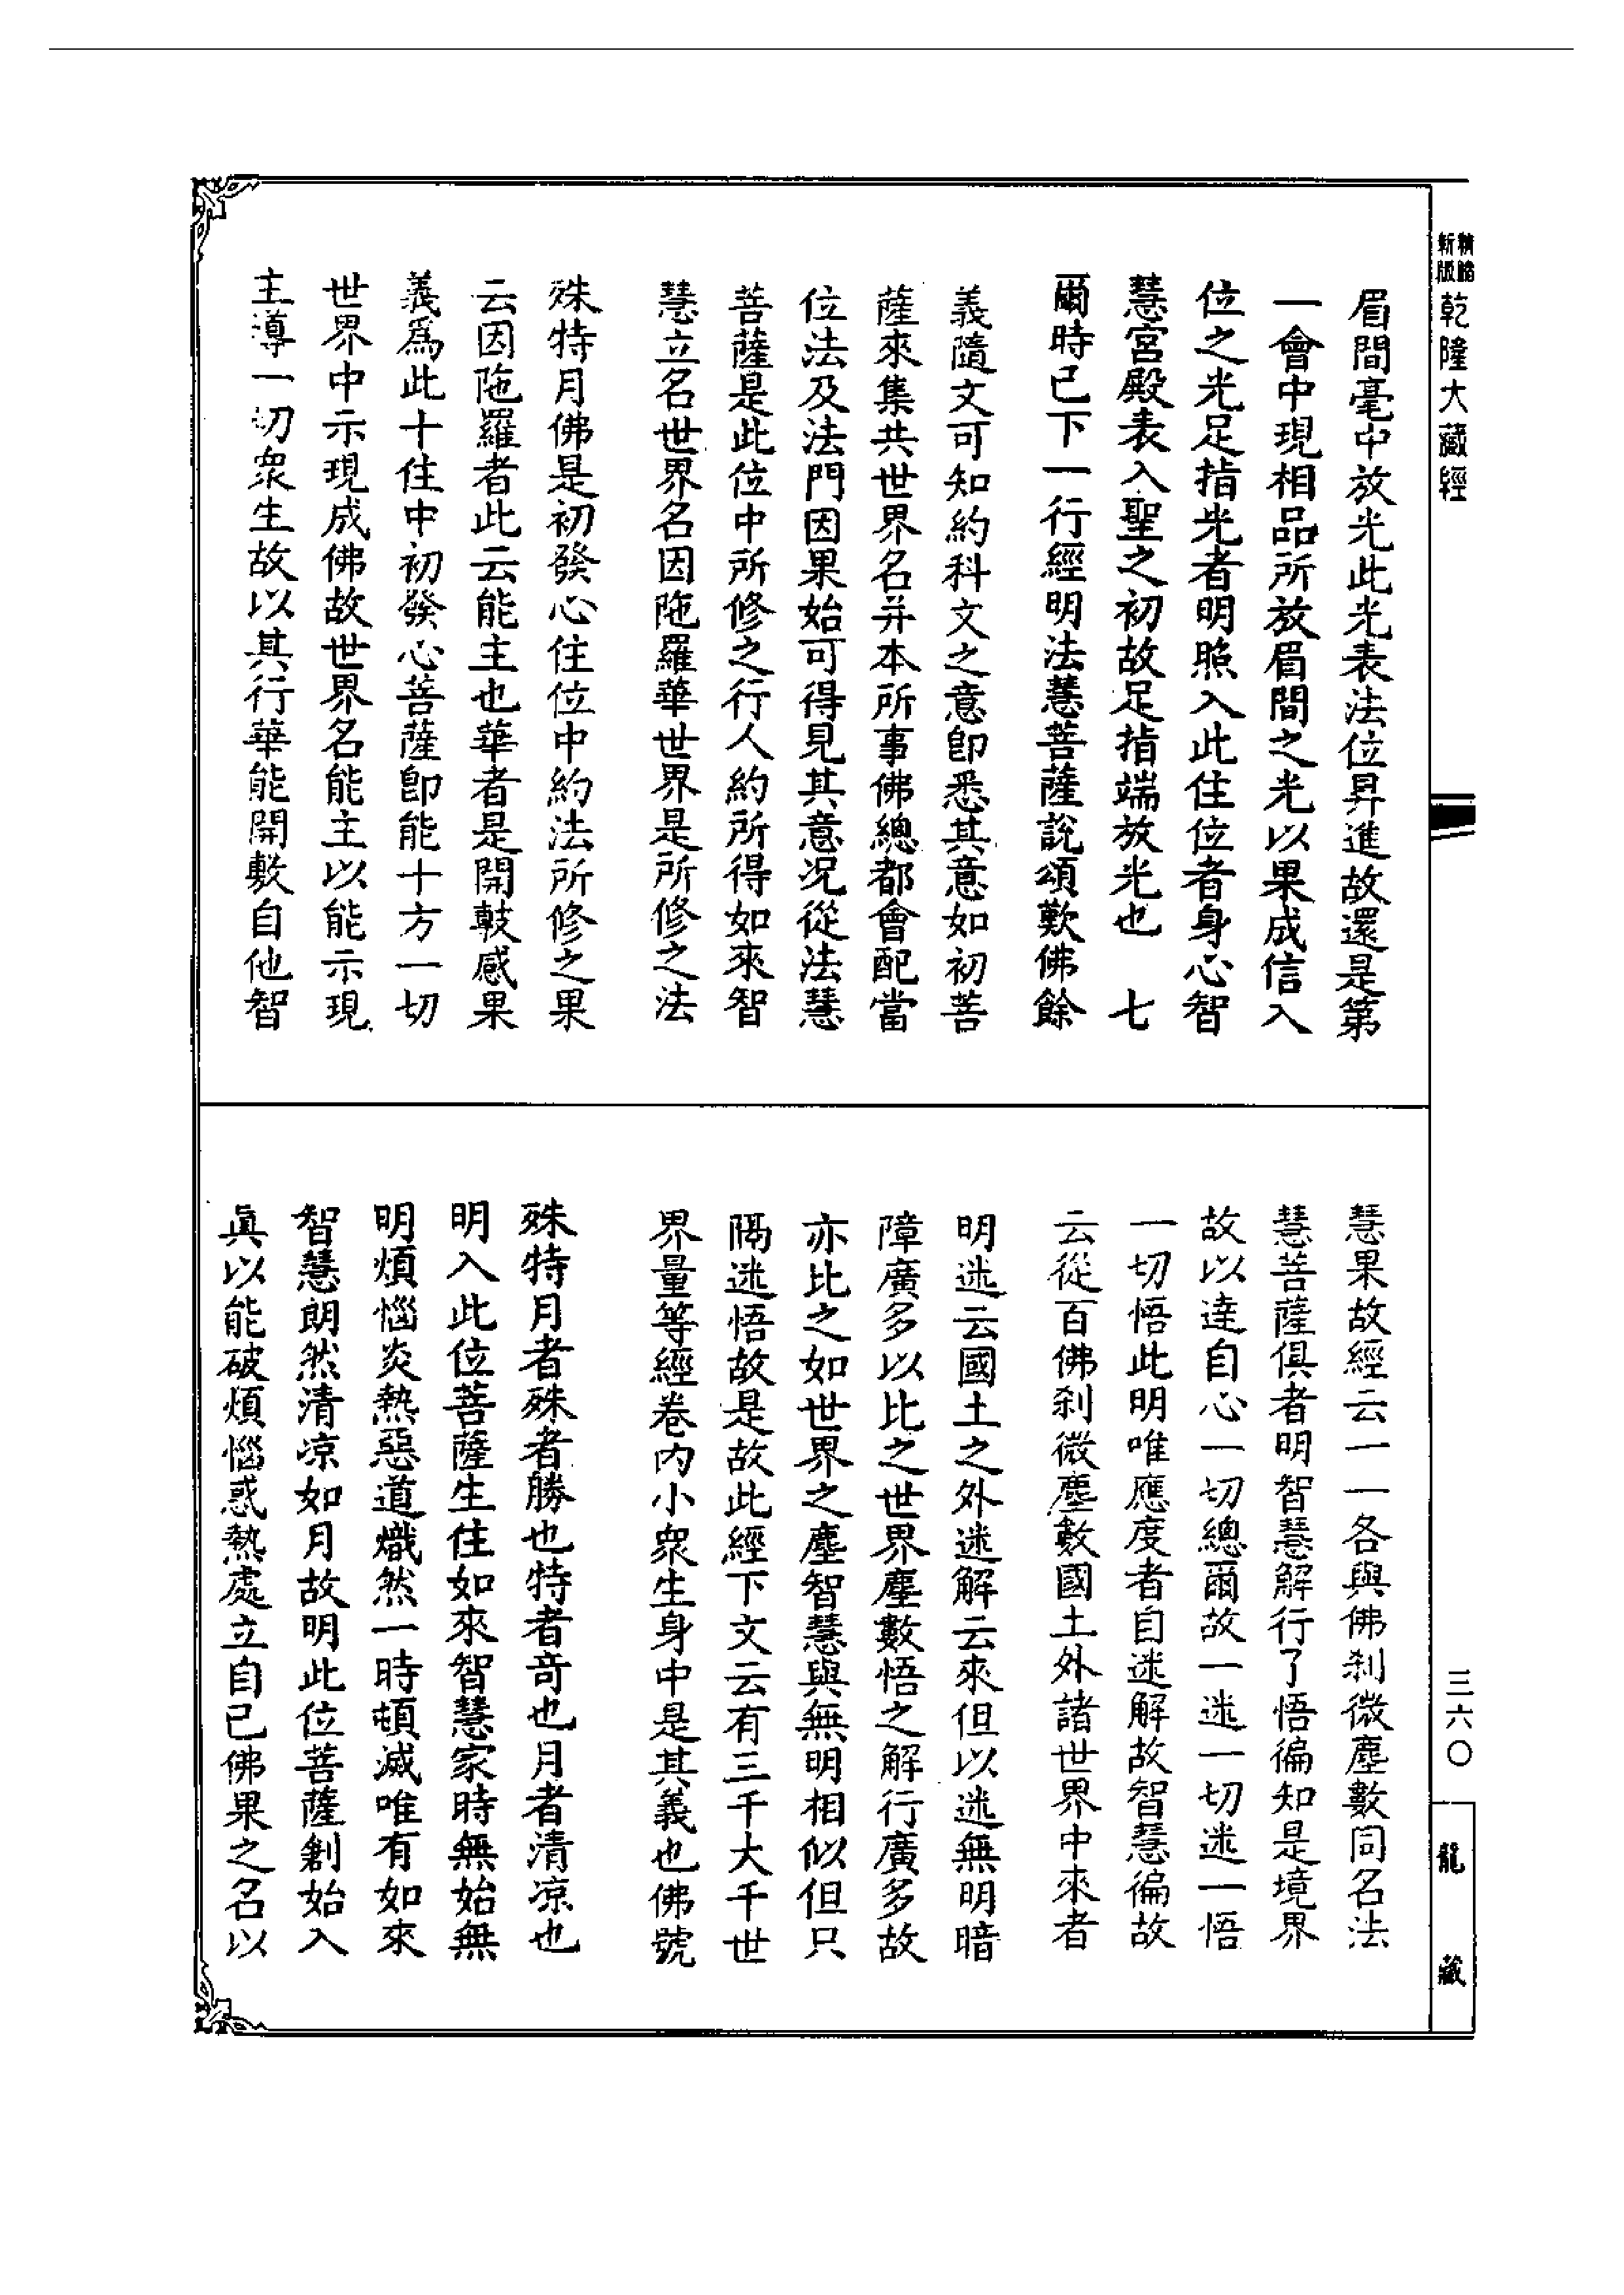 精縮
新版
乾隆大藏經
眉間毫中放光此光表法位昇進故還是第
一會中現相品所放眉間之光以果成信入
位之光足指光者明照入此住位者身心智
慧宮殿表入聖之初故足指端放光也　七
爾時已下一行經明法慧菩薩說頌歎佛餘
義隨文可知約科文之意卽悉其意如初菩
薩來集共世界名并本所事佛總都會配當
位法及法門因果始可得見其意况從法慧
菩薩是此位中所修之行人約所得如來智
慧立名世界名因陁羅華世界是所修之法
殊特月佛是初發心住位中約法所修之果
云因陁羅者此云能主也華者是開敷感果
義爲此十住中初發心菩薩卽能十方一切
世界中示現成佛故世界名能主以能示現
主導一切衆生故以其行華能開敷自他智
慧果故經云一一各與佛刹微塵數同名法
慧菩薩俱者明智慧解行了悟徧知是境界
故以達自心一切總爾故一迷一切迷一悟
一切悟此明唯應度者自迷解故智慧徧故
云從百佛刹微塵數國土外諸世界中來者
明迷云國土之外迷解云來但以迷無明暗
障廣多以比之世界塵數悟之解行廣多故
亦比之如世界之塵智慧與無明相似但只
隔迷悟故是故此經下文云有三千大千世
界量等經卷内小衆生身中是其義也佛號
殊特月者殊者勝也特者奇也月者清凉也
明入此位菩薩生住如來智慧家時無始無
明煩惱炎熱惡道熾然一時頓滅唯有如來
智慧朗然清凉如月故明此位菩薩創始入
眞以能破煩惱惑熱處立自已佛果之名以
三六〇
龍藏